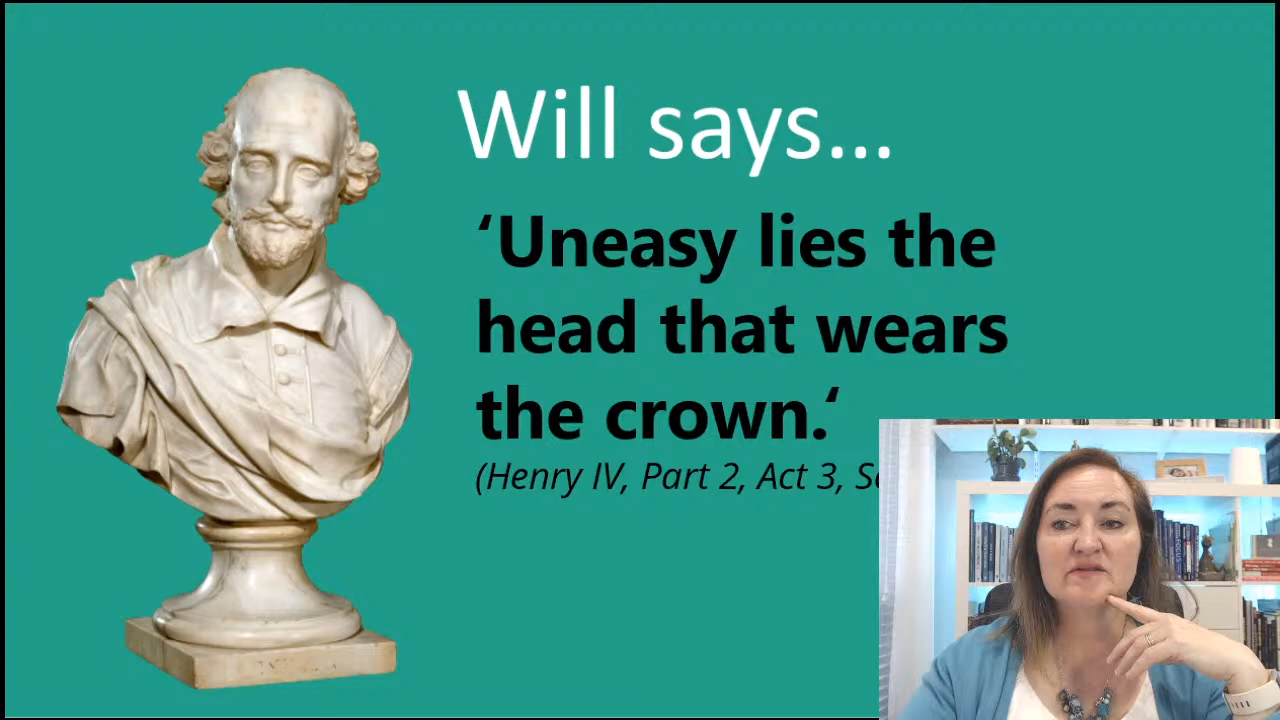 Will says...
‘Uneasy lies the
head that wears
the crown.‘
(Henry IV, Part 2, Act 3,